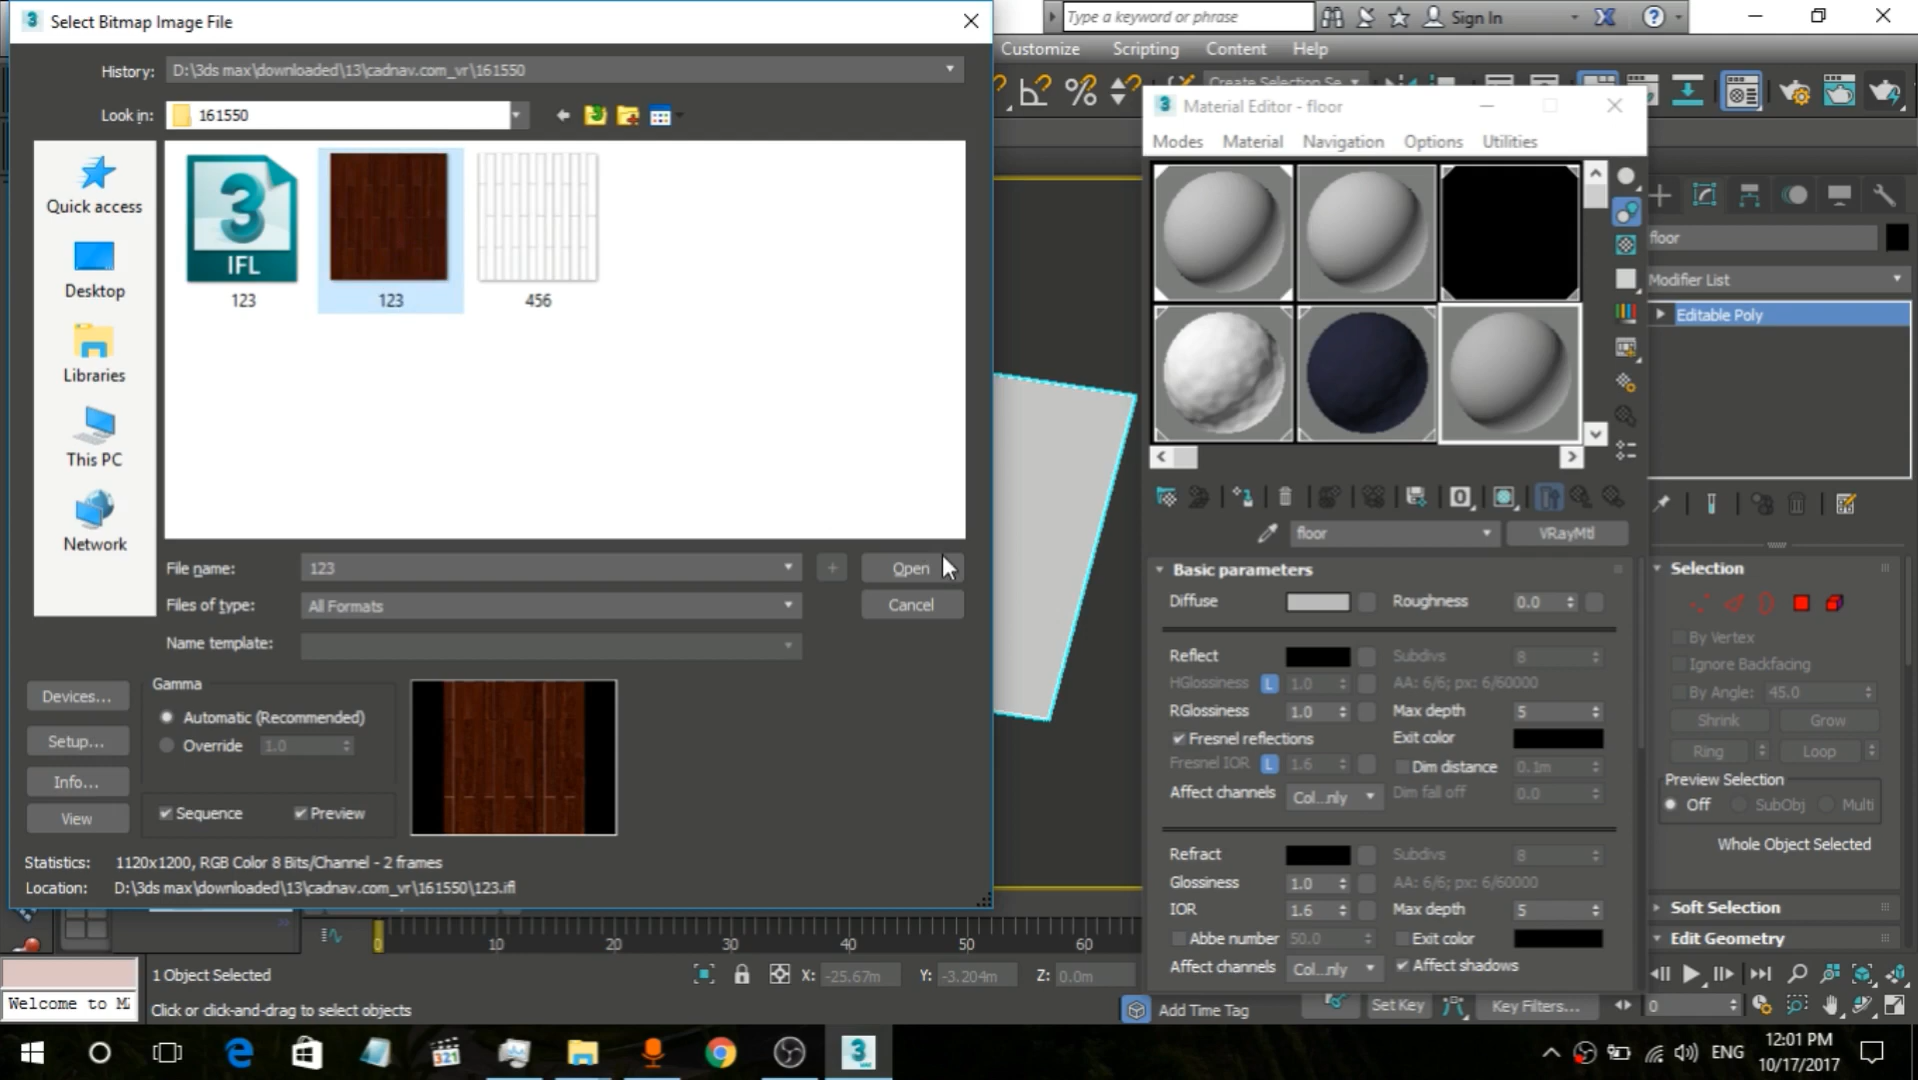 Select Bitmap Image File
History: D:\3ds max\downloaded\13\cadnav.com_vr\161550
Look in: 161550
Quick access
Desktop
Libraries
This PC
Network
3
IFL
123
123
456
File name: 123
Open
Files of type: All Formats
Cancel
Name template:
Devices...
Setup...
Info...
View
Gamma
Automatic (Recommended)
Override 1.0
Sequence
Preview
Statistics: 1120x1200, RGB Color 8 Bits/Channel - 2 frames
Location: D:\3ds max\downloaded\13\cadnav.com_vr\161550\123.ifl
Type a keyword or phrase
Sign In
Customize Scripting Content Help
Create Selection Se
Material Editor - floor
Modes Material Navigation Options Utilities
floor
VRayMtl
Basic parameters
Diffuse
Roughness 0.0
Reflect
Subdivs 8
HGlossiness L 1.0
AA: 6/6; px: 6/60000
RGlossiness 1.0
Max depth 5
Fresnel reflections
Exit color
Fresnel IOR L 1.6
Dim distance 0.1m
Affect channels Col...nly
Dim fall off 0.0
Refract
Subdivs 8
Glossiness 1.0
AA: 6/6; px: 6/60000
IOR 1.6
Max depth 5
Abbe number 50.0
Exit color
Affect channels Col...nly
Affect shadows
floor
Modifier List
Editable Poly
Selection
By Vertex
Ignore Backfacing
By Angle: 45.0
Shrink Grow
Ring Loop
Preview Selection
Off SubObj Multi
Whole Object Selected
Soft Selection
Edit Geometry
0 10 20 30 40 50 60
1 Object Selected
X: -25.67m Y: -3.204m Z: 0.0m
Welcome to M
Click or click-and-drag to select objects
Add Time Tag
Set Key
Key Filters...
0
321
3
ENG
12:01 PM
10/17/2017